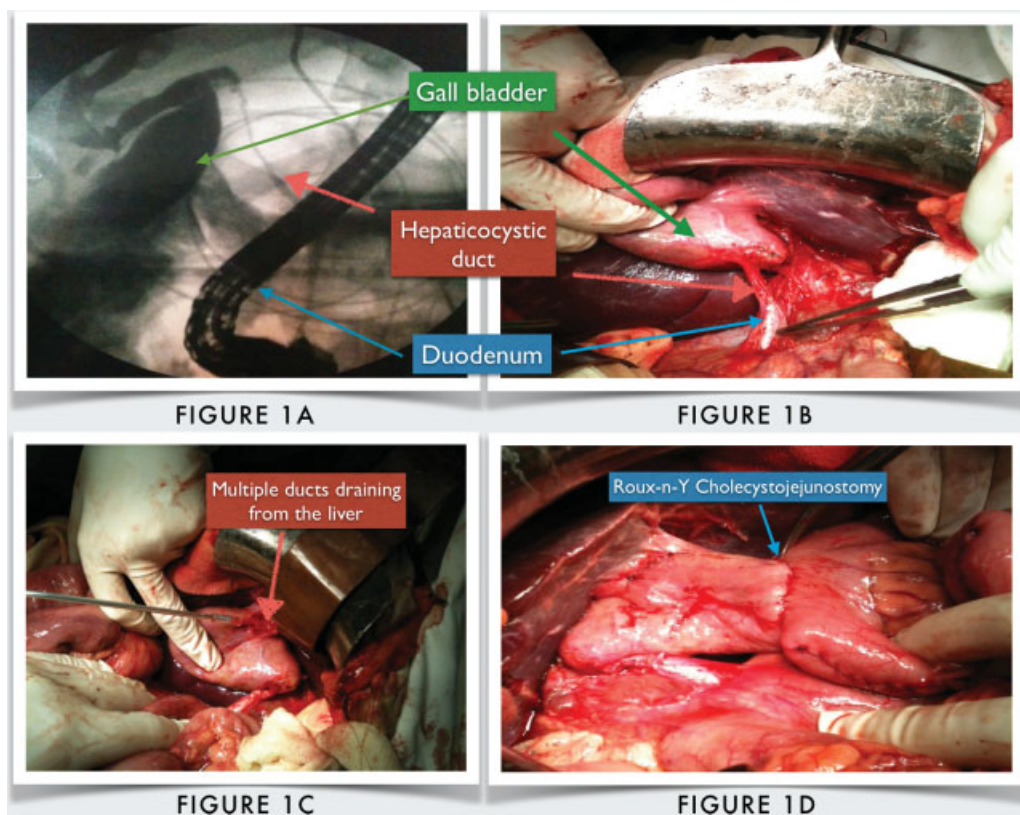 Gall bladder
Hepaticocystic
duct
Duodenum
FIGURE 1A
FIGURE 1B
Multiple ducts draining
from the liver
Roux-n-Y Cholecystojejunostomy
FIGURE 1C
FIGURE 1D